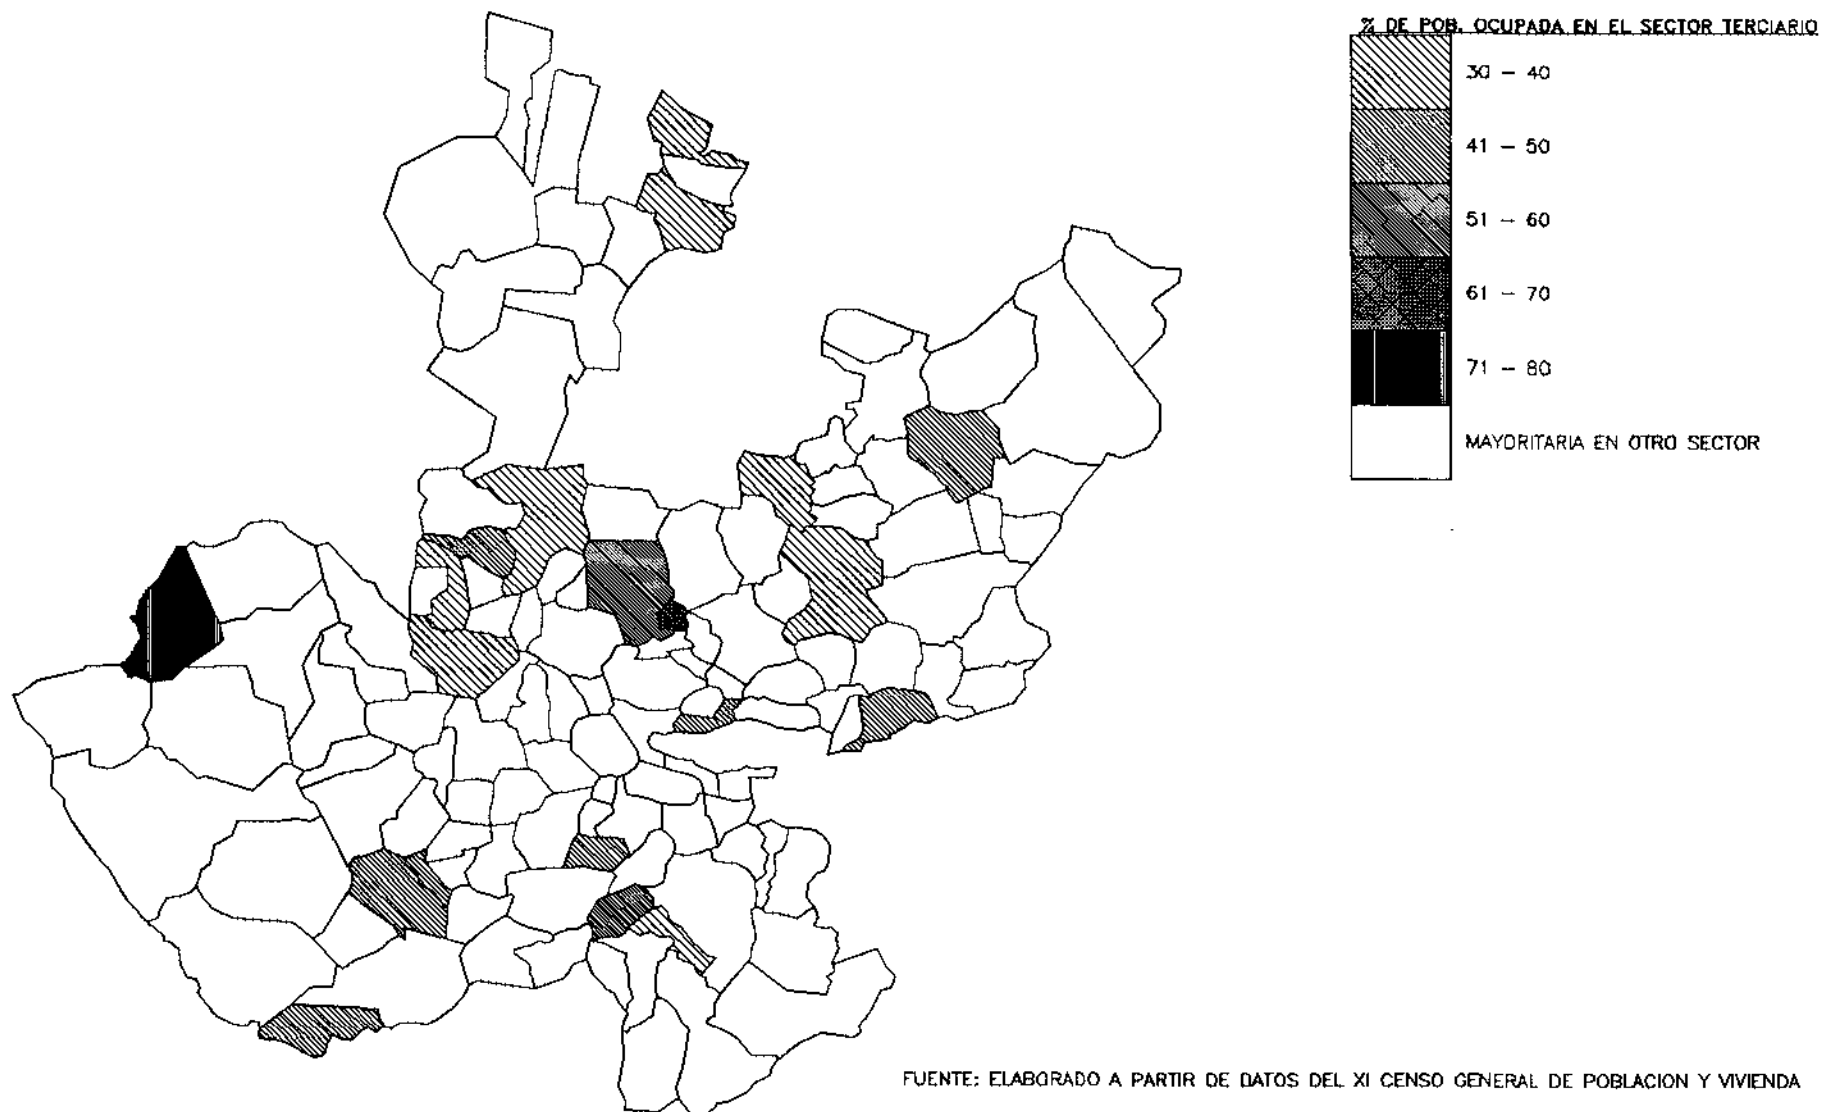 % DE POB. OCUPADA EN EL SECTOR TERCIARIO
30 – 40
41 – 50
51 – 60
61 – 70
71 – 80
MAYORITARIA EN OTRO SECTOR
FUENTE: ELABORADO A PARTIR DE DATOS DEL XI CENSO GENERAL DE POBLACION Y VIVIENDA